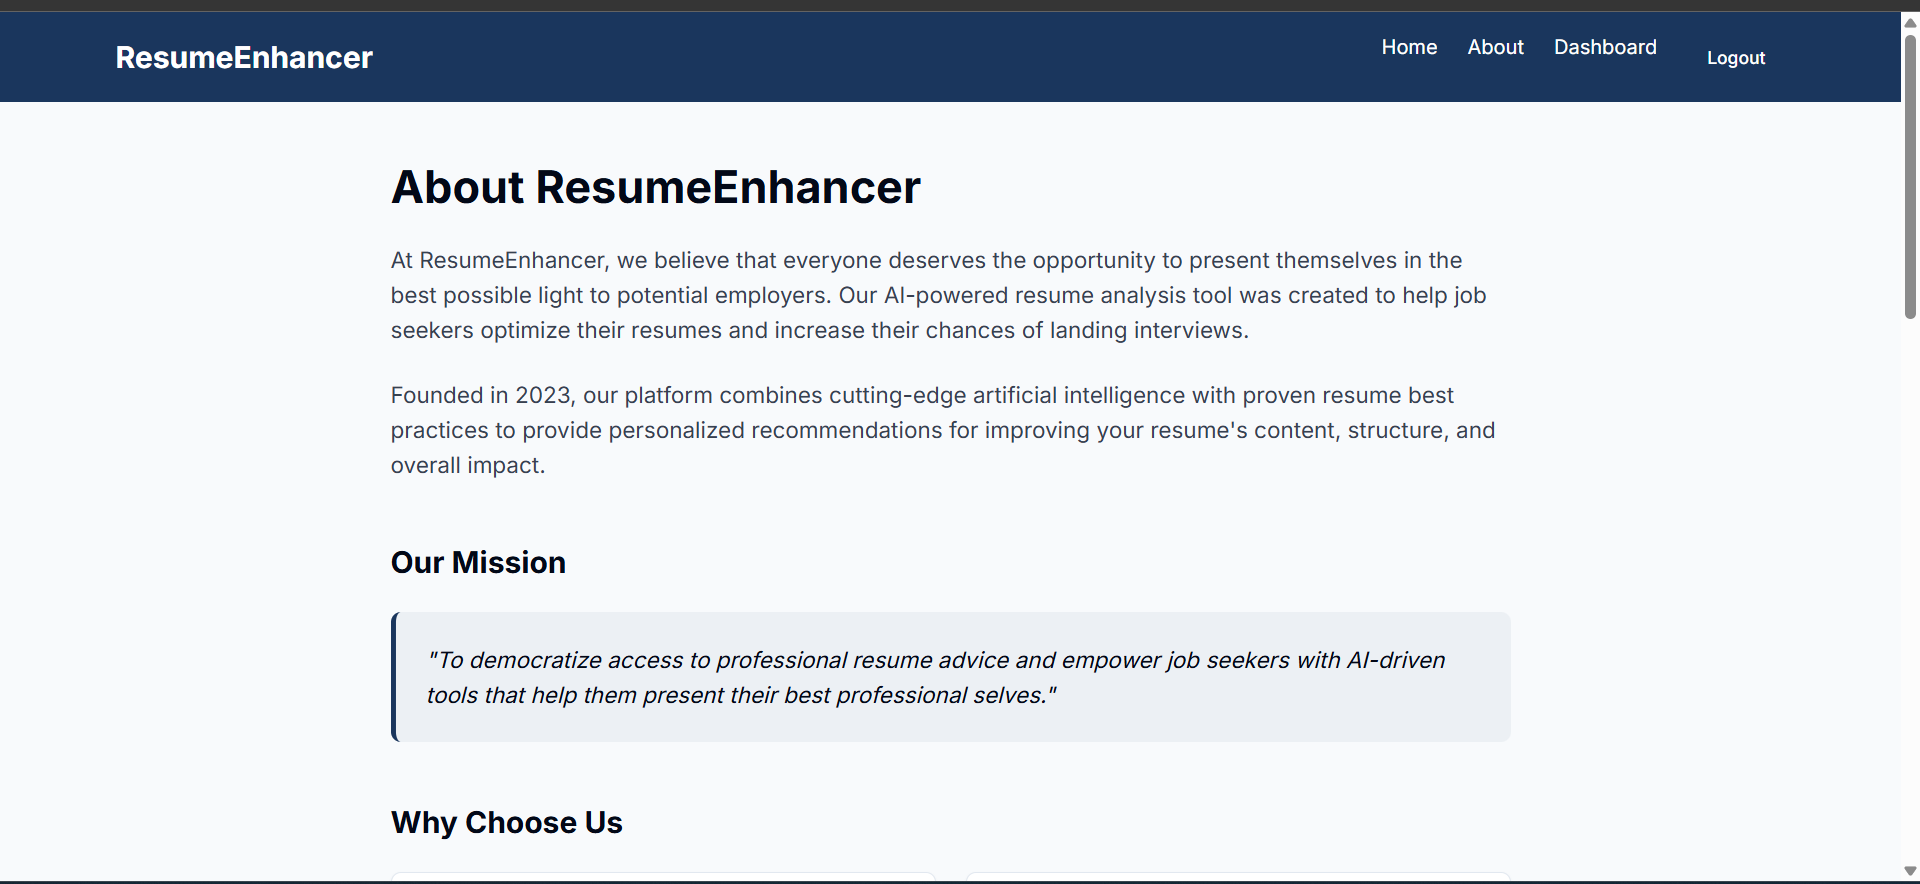 ResumeEnhancer
Home About Dashboard Logout
About ResumeEnhancer
At ResumeEnhancer, we believe that everyone deserves the opportunity to present themselves in the
best possible light to potential employers. Our AI-powered resume analysis tool was created to help job
seekers optimize their resumes and increase their chances of landing interviews.
Founded in 2023, our platform combines cutting-edge artificial intelligence with proven resume best
practices to provide personalized recommendations for improving your resume's content, structure, and
overall impact.
Our Mission
"To democratize access to professional resume advice and empower job seekers with AI-driven
tools that help them present their best professional selves."
Why Choose Us